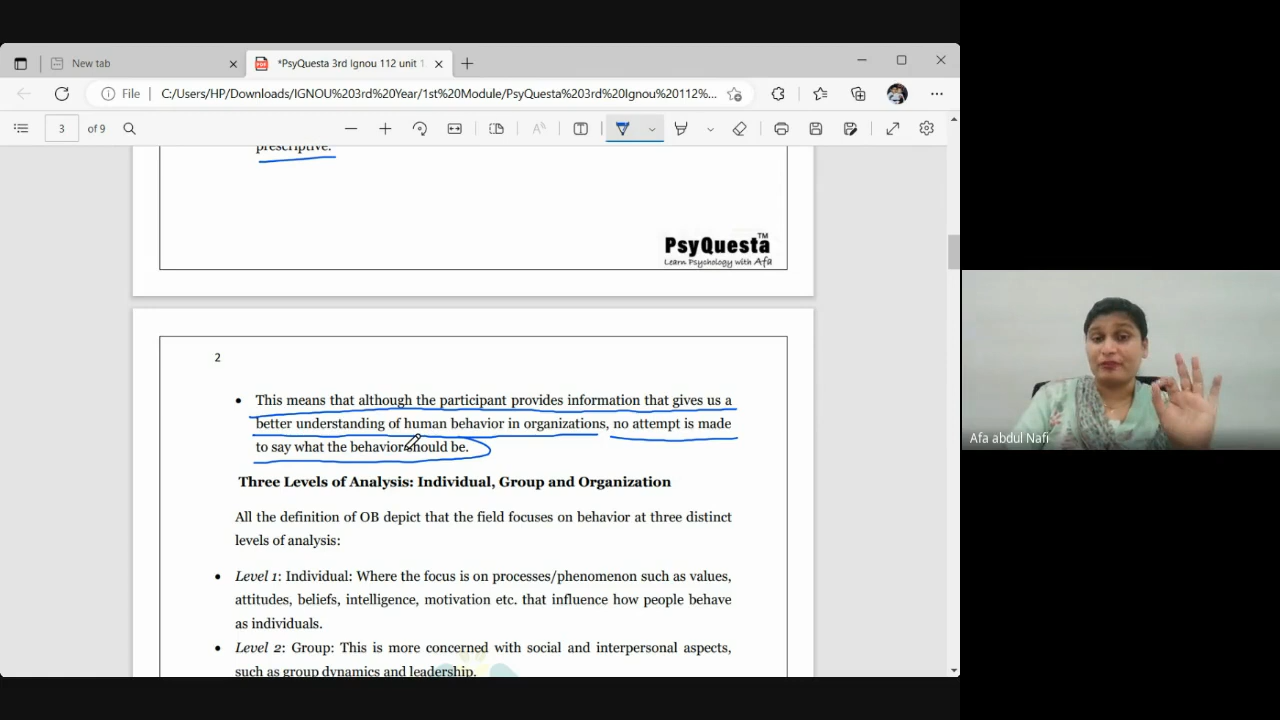 New tab
*PsyQuesta 3rd Ignou 112 unit 1
File
C:/Users/HP/Downloads/IGNOU%203rd%20Year/1st%20Module/PsyQuesta%203rd%20Ignou%20112%...
3 of 9
prescriptive.
PsyQuesta TM
Learn Psychology with Afa
2
• This means that although the participant provides information that gives us a
better understanding of human behavior in organizations, no attempt is made
to say what the behavior should be.
Three Levels of Analysis: Individual, Group and Organization
All the definition of OB depict that the field focuses on behavior at three distinct
levels of analysis:
• Level 1: Individual: Where the focus is on processes/phenomenon such as values,
attitudes, beliefs, intelligence, motivation etc. that influence how people behave
as individuals.
• Level 2: Group: This is more concerned with social and interpersonal aspects,
such as group dynamics and leadership.
Afa abdul Nafi